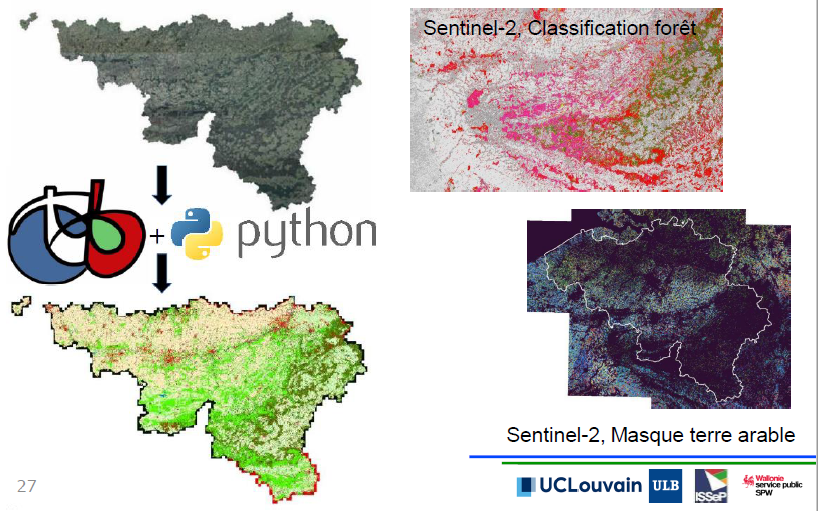 Sentinel-2, Classification forêt
+
python
Sentinel-2, Masque terre arable
27
UCLouvain
ULB
ISSeP
Wallonie
service public
SPW